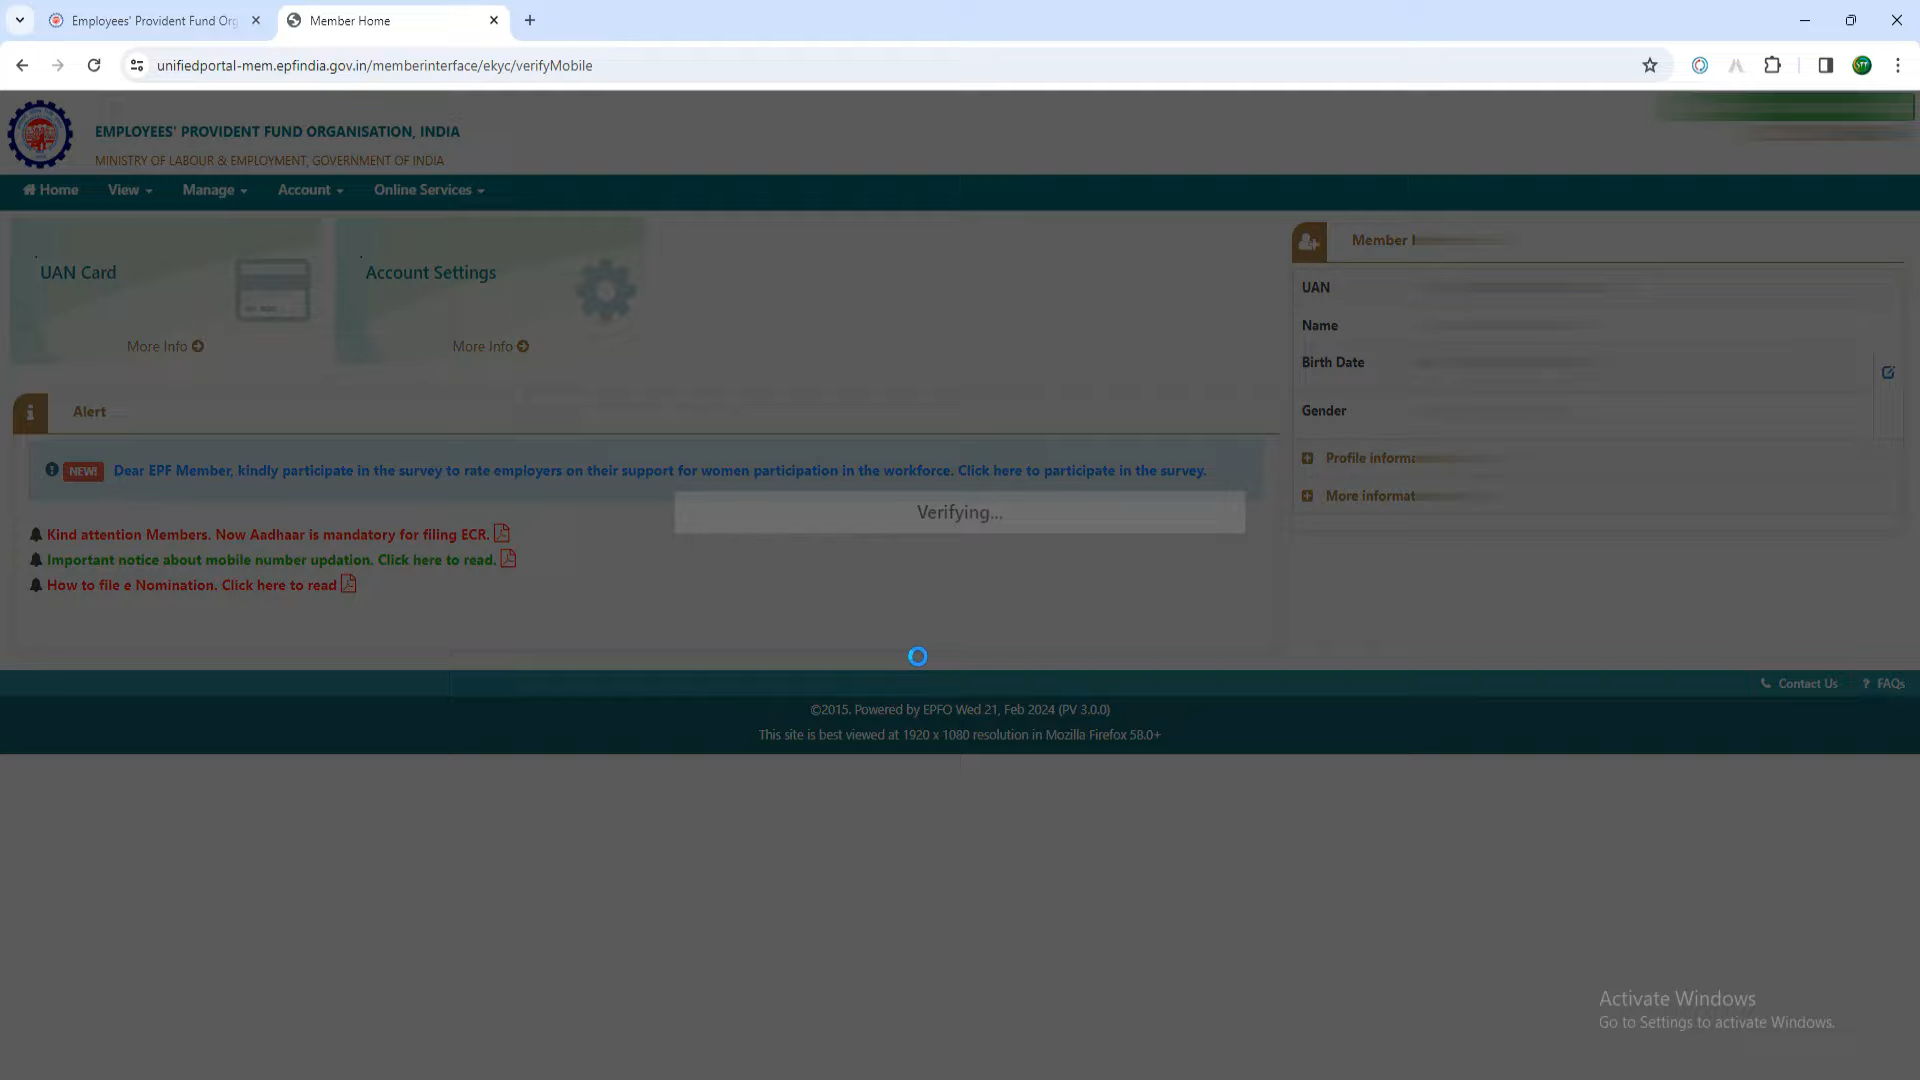 Employees' Provident Fund Org
Member Home
unifiedportal-mem.epfindia.gov.in/memberinterface/ekyc/verifyMobile
EMPLOYEES' PROVIDENT FUND ORGANISATION, INDIA
MINISTRY OF LABOUR & EMPLOYMENT, GOVERNMENT OF INDIA
Home View Manage Account Online Services
UAN Card
More Info
Account Settings
More Info
Alert
NEW! Dear EPF Member, kindly participate in the survey to rate employers on their support for women participation in the workforce. Click here to participate in the survey.
Verifying...
Kind attention Members. Now Aadhaar is mandatory for filing ECR.
Important notice about mobile number updation. Click here to read.
How to file e Nomination. Click here to read
Member
UAN
Name
Birth Date
Gender
Profile informa
More informat
Contact Us ? FAQs
©2015. Powered by EPFO Wed 21, Feb 2024 (PV 3.0.0)
This site is best viewed at 1920 x 1080 resolution in Mozilla Firefox 58.0+
Activate Windows
Go to Settings to activate Windows.